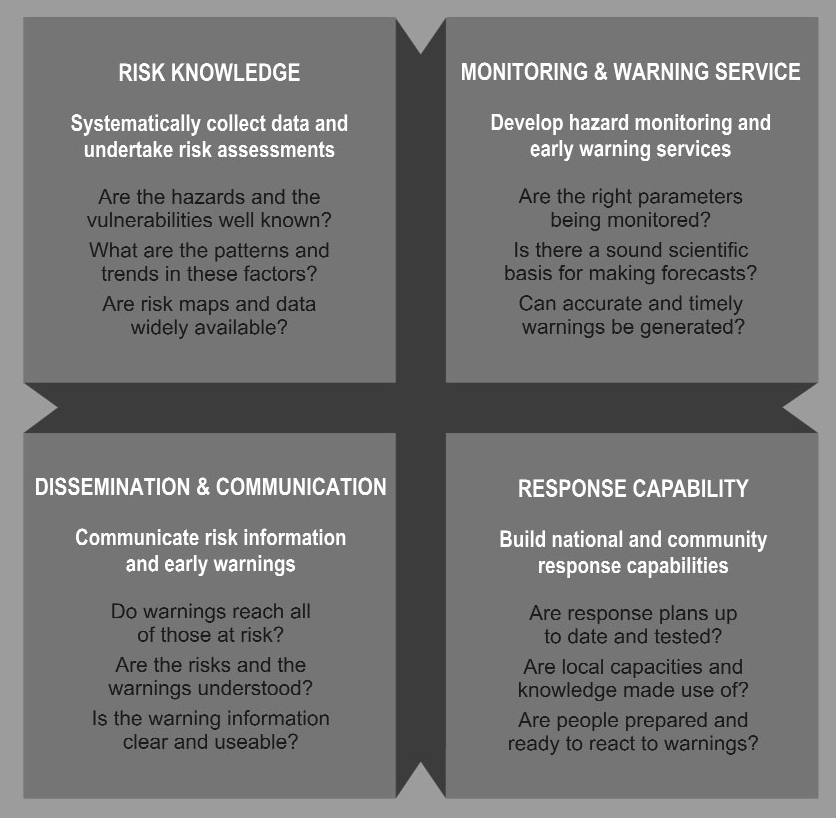 RISK KNOWLEDGE
Systematically collect data and
undertake risk assessments
Are the hazards and the
vulnerabilities well known?
What are the patterns and
trends in these factors?
Are risk maps and data
widely available?
MONITORING & WARNING SERVICE
Develop hazard monitoring and
early warning services
Are the right parameters
being monitored?
Is there a sound scientific
basis for making forecasts?
Can accurate and timely
warnings be generated?
DISSEMINATION & COMMUNICATION
Communicate risk information
and early warnings
Do warnings reach all
of those at risk?
Are the risks and the
warnings understood?
Is the warning information
clear and useable?
RESPONSE CAPABILITY
Build national and community
response capabilities
Are response plans up
to date and tested?
Are local capacities and
knowledge made use of?
Are people prepared and
ready to react to warnings?